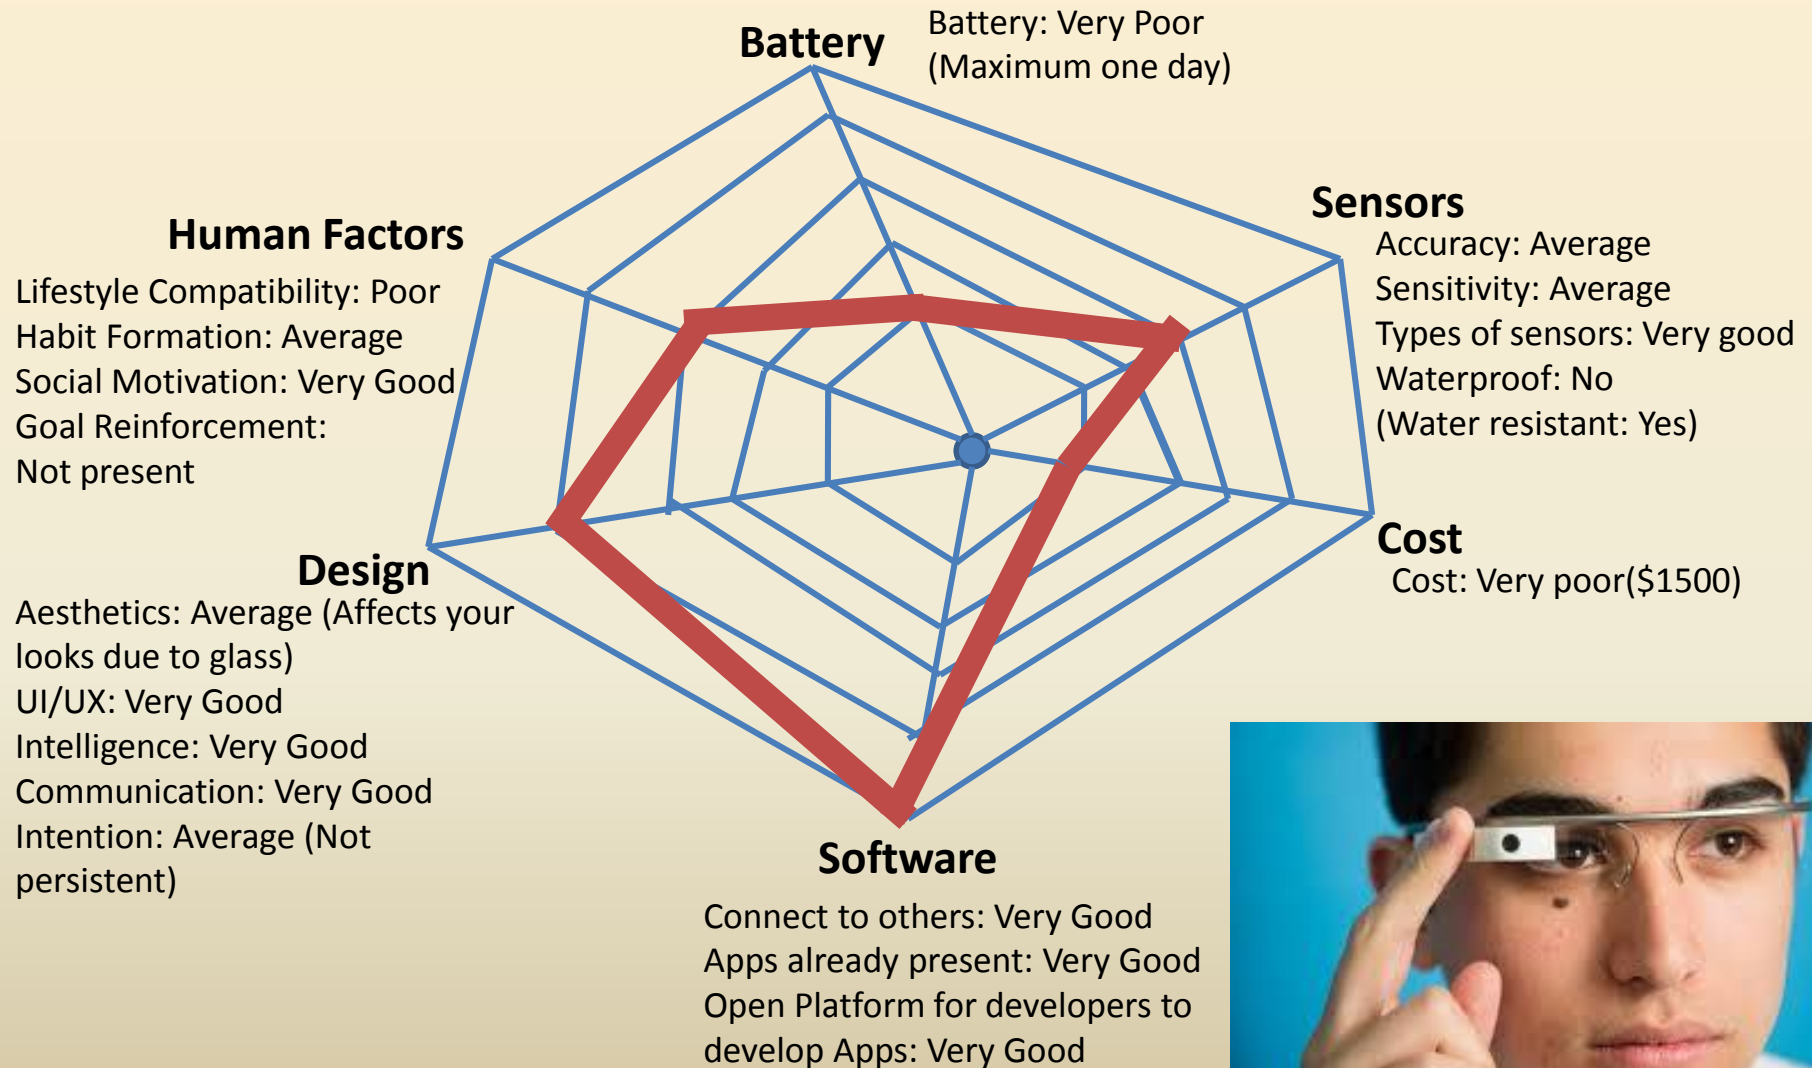 Battery
Battery: Very Poor
(Maximum one day)
Sensors
Accuracy: Average
Sensitivity: Average
Types of sensors: Very good
Waterproof: No
(Water resistant: Yes)
Human Factors
Lifestyle Compatibility: Poor
Habit Formation: Average
Social Motivation: Very Good
Goal Reinforcement:
Not present
Cost
Cost: Very poor($1500)
Design
Aesthetics: Average (Affects your
looks due to glass)
UI/UX: Very Good
Intelligence: Very Good
Communication: Very Good
Intention: Average (Not
persistent)
Software
Connect to others: Very Good
Apps already present: Very Good
Open Platform for developers to
develop Apps: Very Good